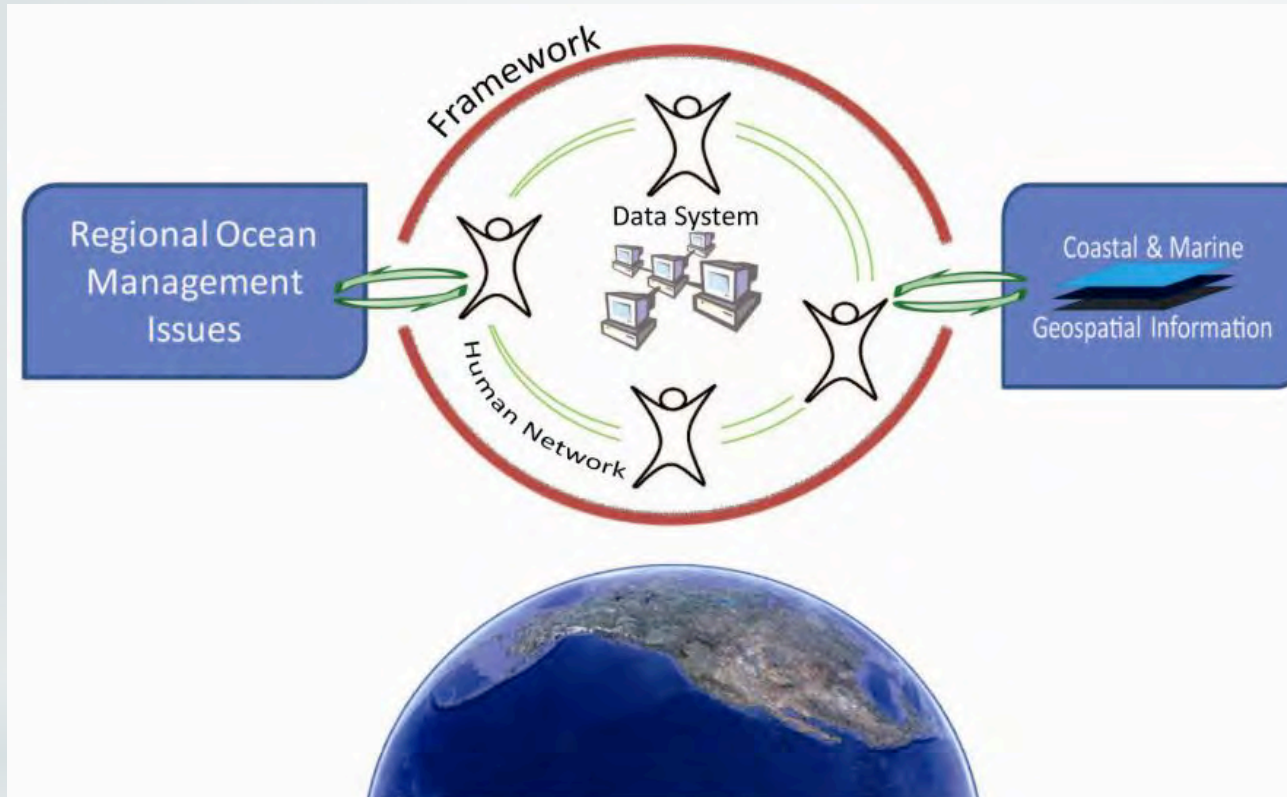 Framework
Regional Ocean
Management
Issues
Data System
Human Network
Coastal & Marine
Geospatial Information